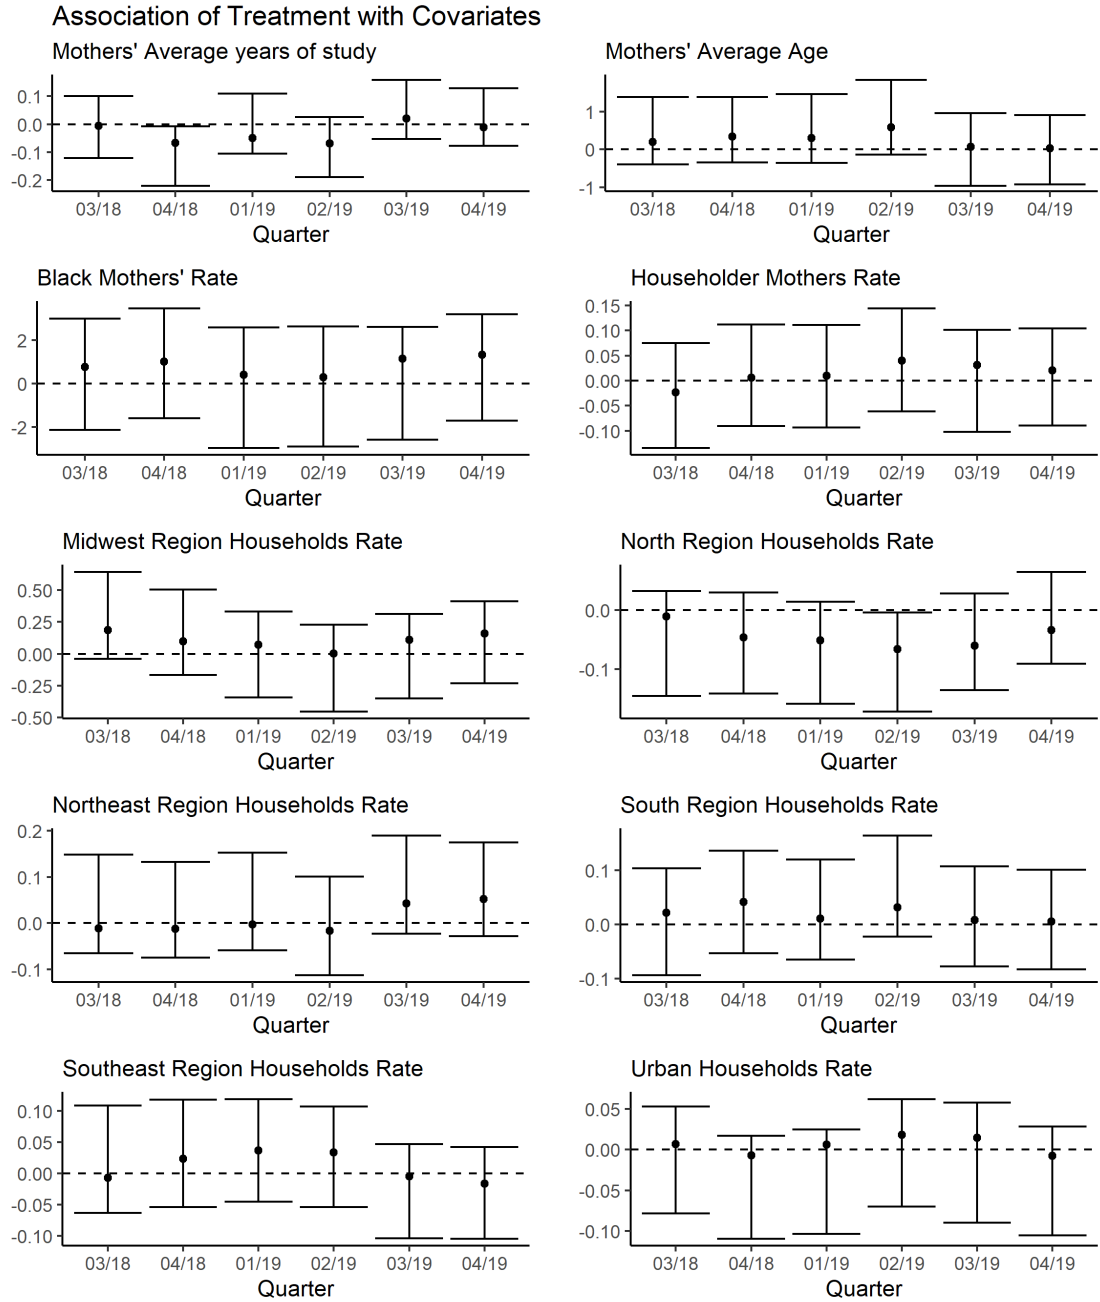 Association of Treatment with Covariates
Mothers' Average years of study
0.1
0.0
-0.1
-0.2
03/18 04/18 01/19 02/19 03/19 04/19
Quarter
Mothers' Average Age
1
0
-1
03/18 04/18 01/19 02/19 03/19 04/19
Quarter
Black Mothers' Rate
2
0
-2
03/18 04/18 01/19 02/19 03/19 04/19
Quarter
Householder Mothers Rate
0.15
0.10
0.05
0.00
-0.05
-0.10
03/18 04/18 01/19 02/19 03/19 04/19
Quarter
Midwest Region Households Rate
0.50
0.25
0.00
-0.25
-0.50
03/18 04/18 01/19 02/19 03/19 04/19
Quarter
North Region Households Rate
0.0
-0.1
03/18 04/18 01/19 02/19 03/19 04/19
Quarter
Northeast Region Households Rate
0.2
0.1
0.0
-0.1
03/18 04/18 01/19 02/19 03/19 04/19
Quarter
South Region Households Rate
0.1
0.0
-0.1
03/18 04/18 01/19 02/19 03/19 04/19
Quarter
Southeast Region Households Rate
0.10
0.05
0.00
-0.05
-0.10
03/18 04/18 01/19 02/19 03/19 04/19
Quarter
Urban Households Rate
0.05
0.00
-0.05
-0.10
03/18 04/18 01/19 02/19 03/19 04/19
Quarter